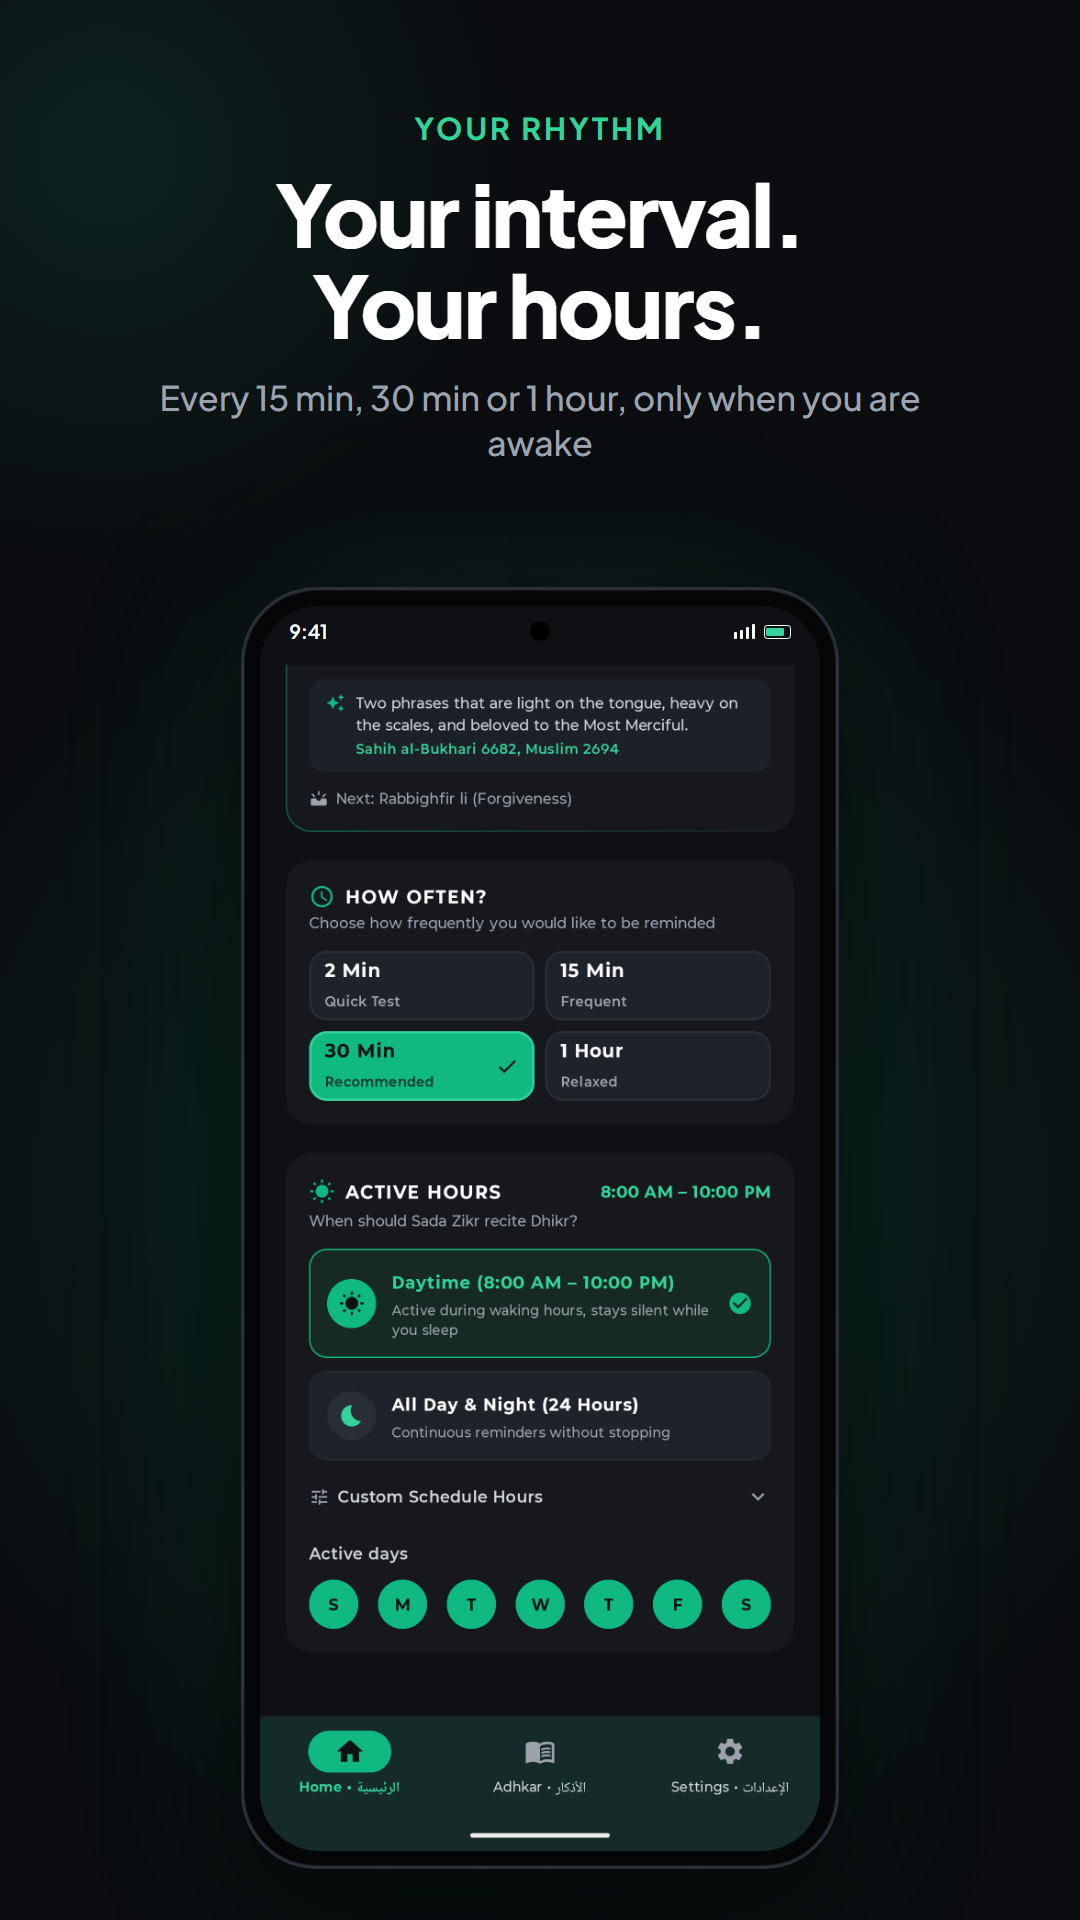 YOUR RHYTHM
Your interval.
Your hours.
Every 15 min, 30 min or 1 hour, only when you are
awake
9:41
Two phrases that are light on the tongue, heavy on
the scales, and beloved to the Most Merciful.
Sahih al-Bukhari 6682, Muslim 2694
Next: Rabbighfir li (Forgiveness)
HOW OFTEN?
Choose how frequently you would like to be reminded
2 Min
Quick Test
15 Min
Frequent
30 Min
Recommended
1 Hour
Relaxed
ACTIVE HOURS
8:00 AM – 10:00 PM
When should Sada Zikr recite Dhikr?
Daytime (8:00 AM – 10:00 PM)
Active during waking hours, stays silent while
you sleep
All Day & Night (24 Hours)
Continuous reminders without stopping
Custom Schedule Hours
Active days
S M T W T F S
Home • الرئيسية
Adhkar • الأذكار
Settings • الإعدادات